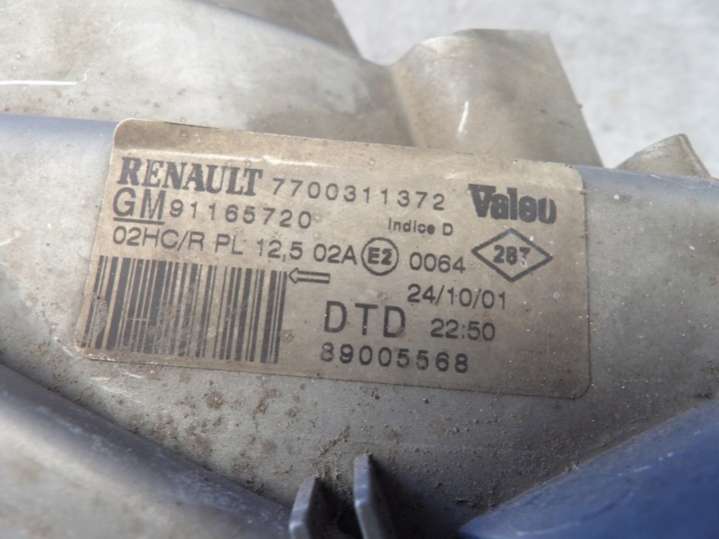 RENAULT 7700311372 Valeo
GM 91165720 Indice D
02HC/R PL 12,5 02A E2 0064 287
24/10/01
DTD 22:50
89005568